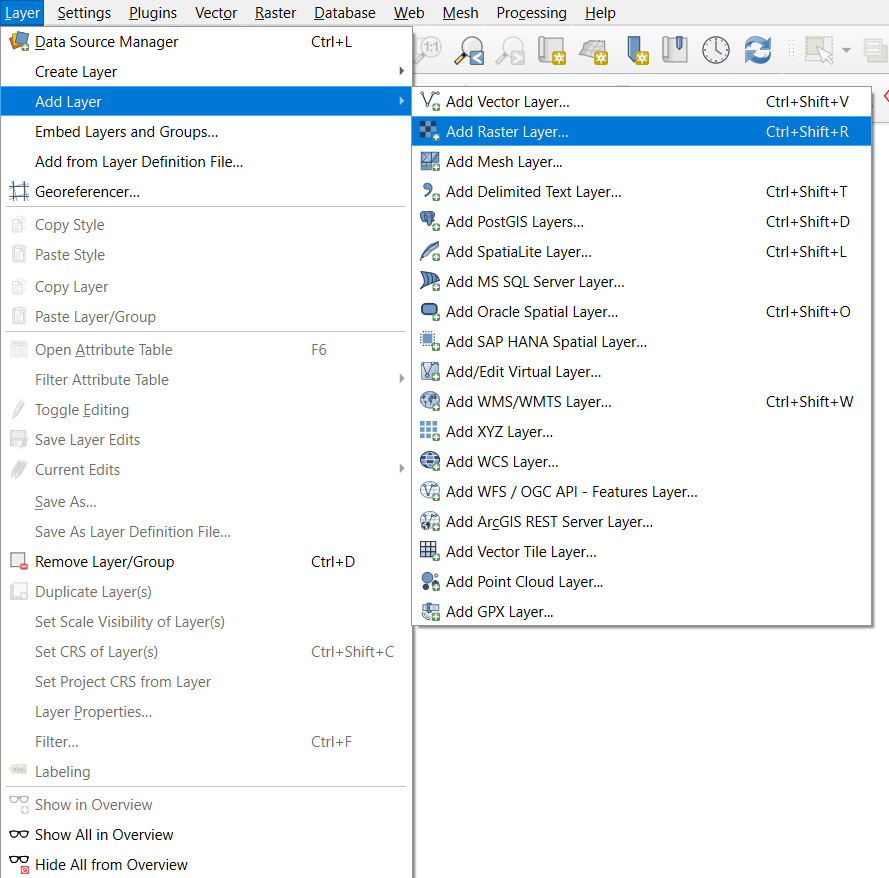 Layer Settings Plugins Vector Raster Database Web Mesh Processing Help
1:1
Data Source Manager Ctrl+L
Create Layer
Add Layer
Embed Layers and Groups...
Add from Layer Definition File...
Georeferencer...
Copy Style
Paste Style
Copy Layer
Paste Layer/Group
Open Attribute Table F6
Filter Attribute Table
Toggle Editing
Save Layer Edits
Current Edits
Save As...
Save As Layer Definition File...
Remove Layer/Group Ctrl+D
Duplicate Layer(s)
Set Scale Visibility of Layer(s)
Set CRS of Layer(s) Ctrl+Shift+C
Set Project CRS from Layer
Layer Properties...
Filter... Ctrl+F
abc Labeling
Show in Overview
Show All in Overview
Hide All from Overview
Add Vector Layer... Ctrl+Shift+V
Add Raster Layer... Ctrl+Shift+R
Add Mesh Layer...
Add Delimited Text Layer... Ctrl+Shift+T
Add PostGIS Layers... Ctrl+Shift+D
Add SpatiaLite Layer... Ctrl+Shift+L
Add MS SQL Server Layer...
Add Oracle Spatial Layer... Ctrl+Shift+O
Add SAP HANA Spatial Layer...
Add/Edit Virtual Layer...
Add WMS/WMTS Layer... Ctrl+Shift+W
Add XYZ Layer...
Add WCS Layer...
Add WFS / OGC API - Features Layer...
Add ArcGIS REST Server Layer...
Add Vector Tile Layer...
Add Point Cloud Layer...
Add GPX Layer...